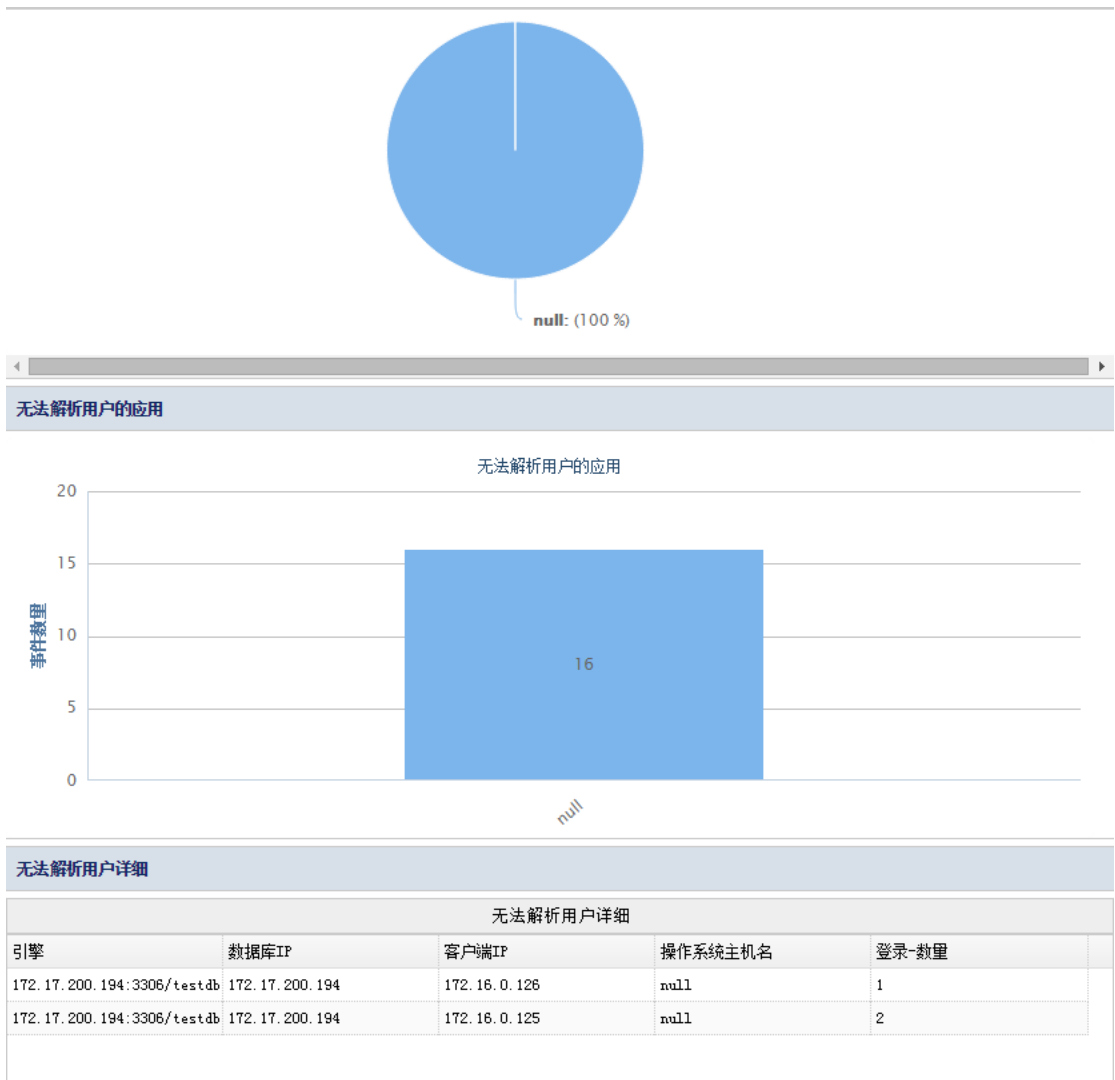 null: (100 %)
无法解析用户的应用
无法解析用户的应用
20
15
10
5
0
事件数量
16
null
无法解析用户详细
无法解析用户详细
引擎 数据库IP 客户端IP 操作系统主机名 登录-数量
172.17.200.194:3306/testdb 172.17.200.194 172.16.0.126 null 1
172.17.200.194:3306/testdb 172.17.200.194 172.16.0.125 null 2